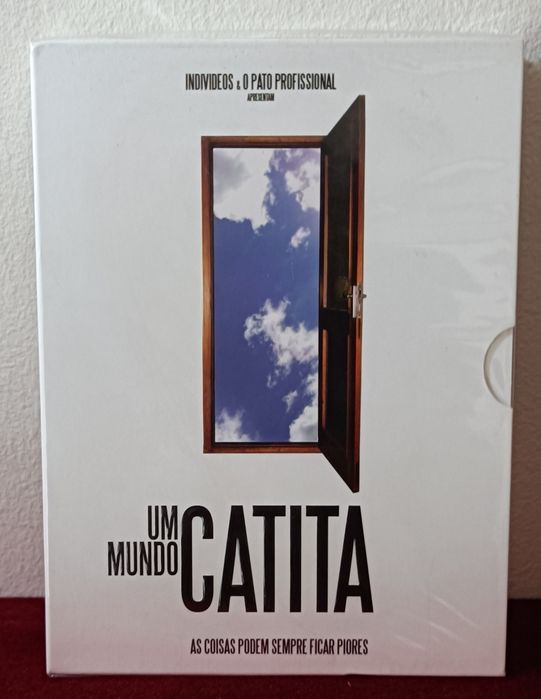 INDIVIDEOS & O PATO PROFISSIONAL
APRESENTAM
UM
MUNDO
CATITA
AS COISAS PODEM SEMPRE FICAR PIORES